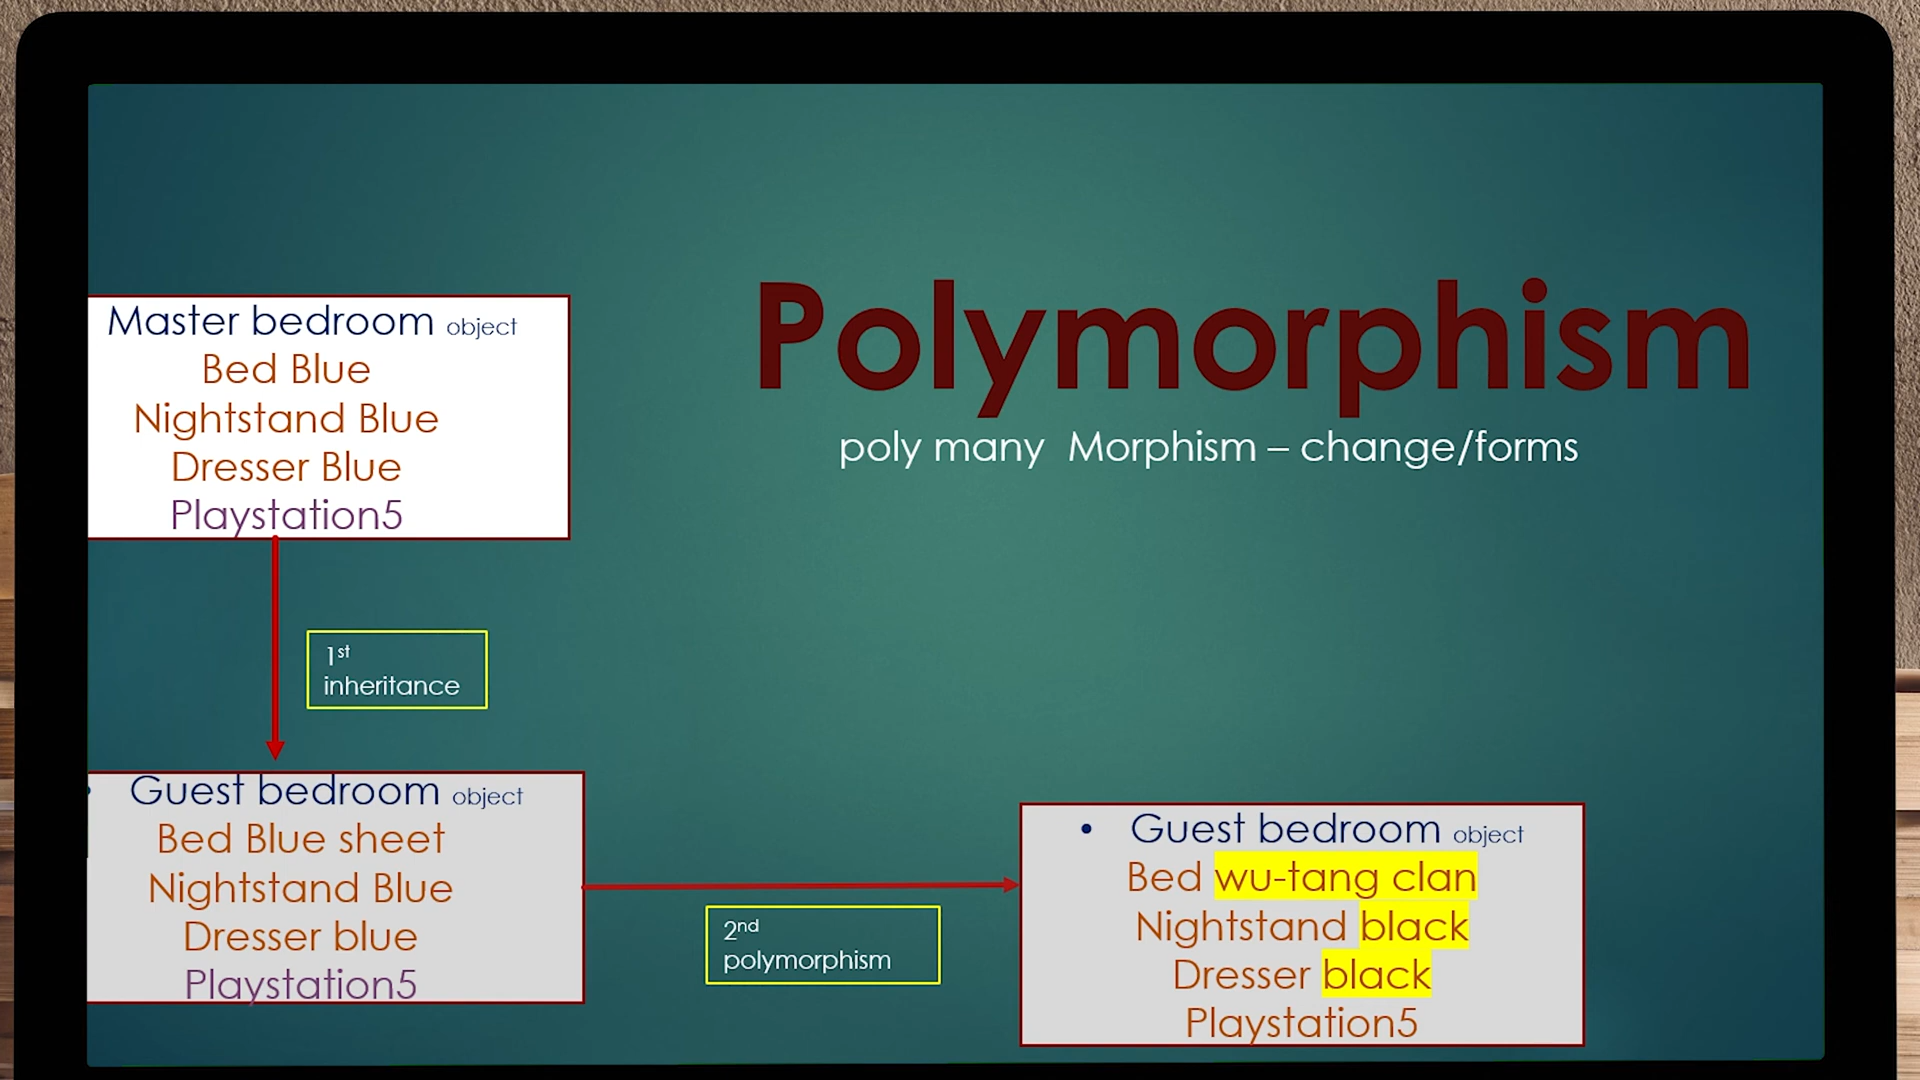 Polymorphism
poly many Morphism – change/forms
Master bedroom object
Bed Blue
Nightstand Blue
Dresser Blue
Playstation5
1st
inheritance
Guest bedroom object
Bed Blue sheet
Nightstand Blue
Dresser blue
Playstation5
2nd
polymorphism
• Guest bedroom object
Bed wu-tang clan
Nightstand black
Dresser black
Playstation5